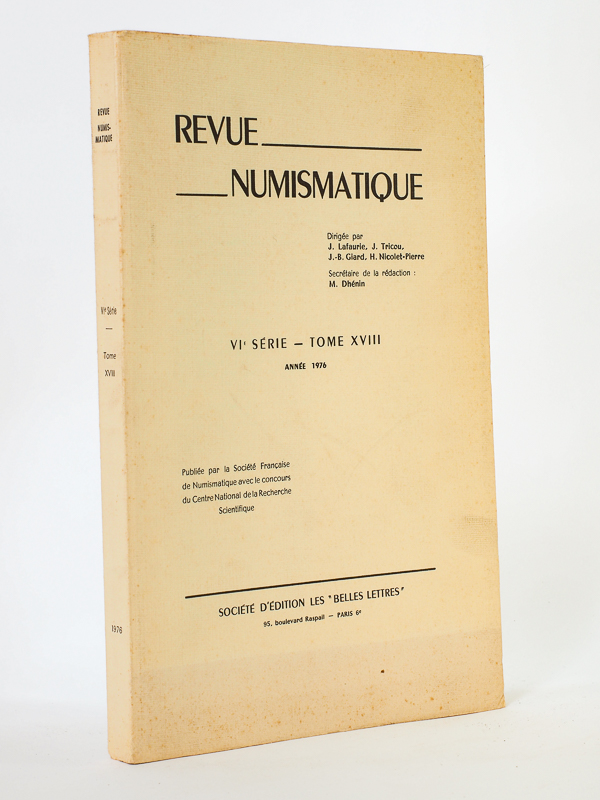 REVUE
NUMIS-
MATIQUE
VIᵉ Série
Tome
XVIII
1976
REVUE
NUMISMATIQUE
Dirigée par
J. Lafaurie, J. Tricou,
J.-B. Giard, H. Nicolet-Pierre
Secrétaire de la rédaction :
M. Dhénin
VIᵉ SÉRIE — TOME XVIII
ANNÉE 1976
Publiée par la Société Française
de Numismatique avec le concours
du Centre National de la Recherche
Scientifique
SOCIÉTÉ D'ÉDITION LES "BELLES LETTRES"
95, boulevard Raspail — PARIS 6ᵉ